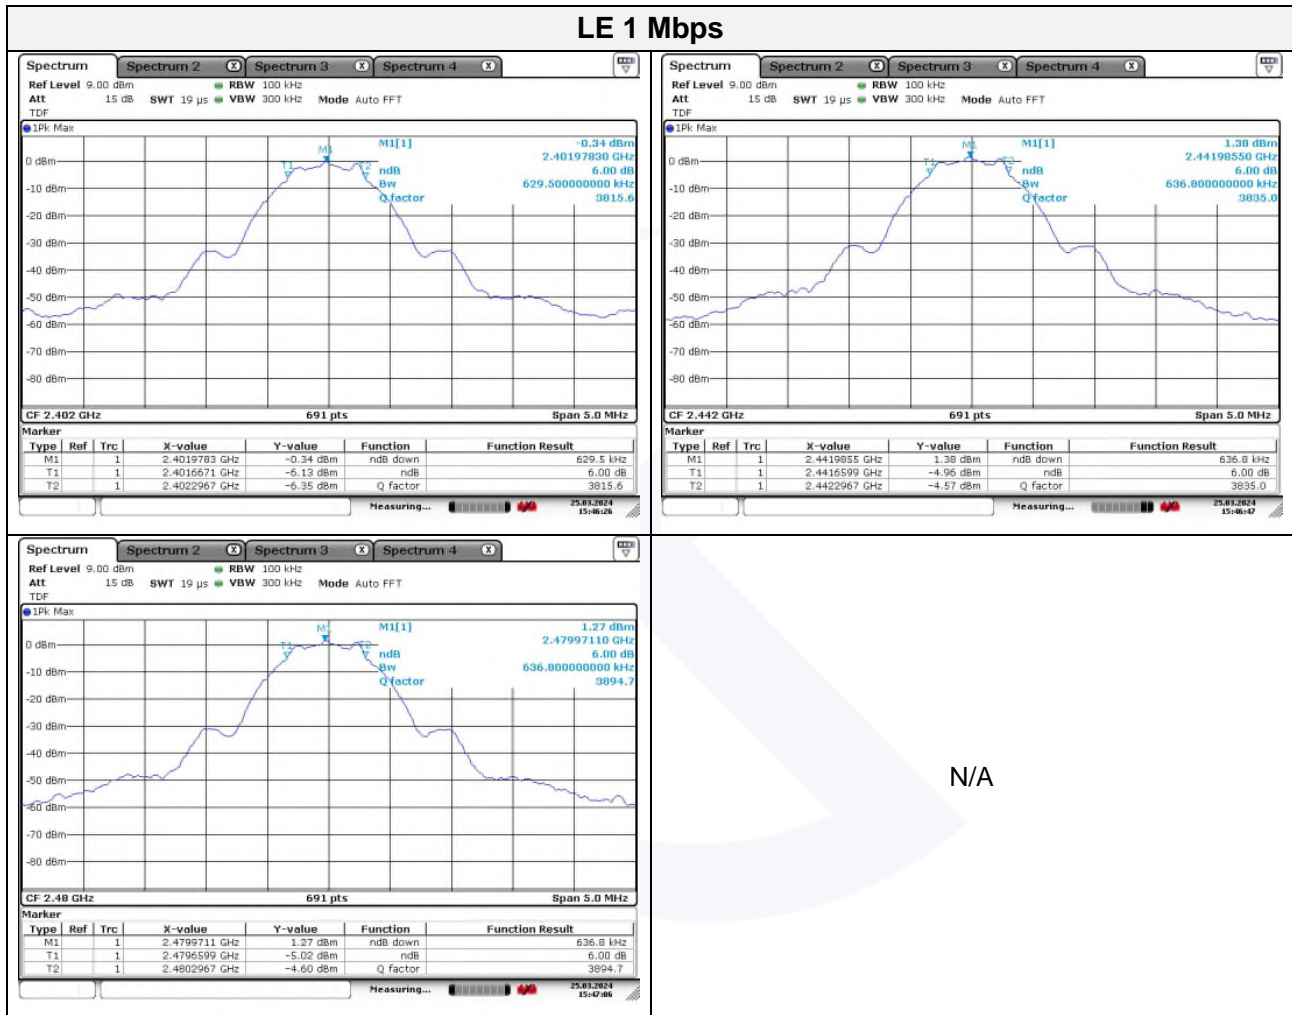 LE 1 Mbps
Spectrum Spectrum 2 X Spectrum 3 X Spectrum 4 X
Ref Level 9.00 dBm RBW 100 kHz
Att 15 dB SWT 19 µs VBW 300 kHz Mode Auto FFT
TDF
1Pk Max
M1[1] -0.34 dBm
2.40197830 GHz
ndB 6.00 dB
Bw 629.500000000 kHz
Q factor 3815.6
M1
T1
T2
0 dBm
-10 dBm
-20 dBm
-30 dBm
-40 dBm
-50 dBm
-60 dBm
-70 dBm
-80 dBm
CF 2.402 GHz 691 pts Span 5.0 MHz
Marker
Type Ref Trc X-value Y-value Function Function Result
M1 1 2.4019783 GHz -0.34 dBm ndB down 629.5 kHz
T1 1 2.4016671 GHz -6.13 dBm ndB 6.00 dB
T2 1 2.4022967 GHz -6.35 dBm Q factor 3815.6
Measuring... 25.03.2024
15:46:26
Spectrum Spectrum 2 X Spectrum 3 X Spectrum 4 X
Ref Level 9.00 dBm RBW 100 kHz
Att 15 dB SWT 19 µs VBW 300 kHz Mode Auto FFT
TDF
1Pk Max
M1[1] 1.38 dBm
2.44198550 GHz
ndB 6.00 dB
Bw 636.800000000 kHz
Q factor 3835.0
M1
T1
T2
0 dBm
-10 dBm
-20 dBm
-30 dBm
-40 dBm
-50 dBm
-60 dBm
-70 dBm
-80 dBm
CF 2.442 GHz 691 pts Span 5.0 MHz
Marker
Type Ref Trc X-value Y-value Function Function Result
M1 1 2.4419855 GHz 1.38 dBm ndB down 636.8 kHz
T1 1 2.4416599 GHz -4.96 dBm ndB 6.00 dB
T2 1 2.4422967 GHz -4.57 dBm Q factor 3835.0
Measuring... 25.03.2024
15:46:47
Spectrum Spectrum 2 X Spectrum 3 X Spectrum 4 X
Ref Level 9.00 dBm RBW 100 kHz
Att 15 dB SWT 19 µs VBW 300 kHz Mode Auto FFT
TDF
1Pk Max
M1[1] 1.27 dBm
2.47997110 GHz
ndB 6.00 dB
Bw 636.800000000 kHz
Q factor 3894.7
M1
T1
T2
0 dBm
-10 dBm
-20 dBm
-30 dBm
-40 dBm
-50 dBm
-60 dBm
-70 dBm
-80 dBm
CF 2.48 GHz 691 pts Span 5.0 MHz
Marker
Type Ref Trc X-value Y-value Function Function Result
M1 1 2.4799711 GHz 1.27 dBm ndB down 636.8 kHz
T1 1 2.4796599 GHz -5.02 dBm ndB 6.00 dB
T2 1 2.4802967 GHz -4.60 dBm Q factor 3894.7
Measuring... 25.03.2024
15:47:06
N/A